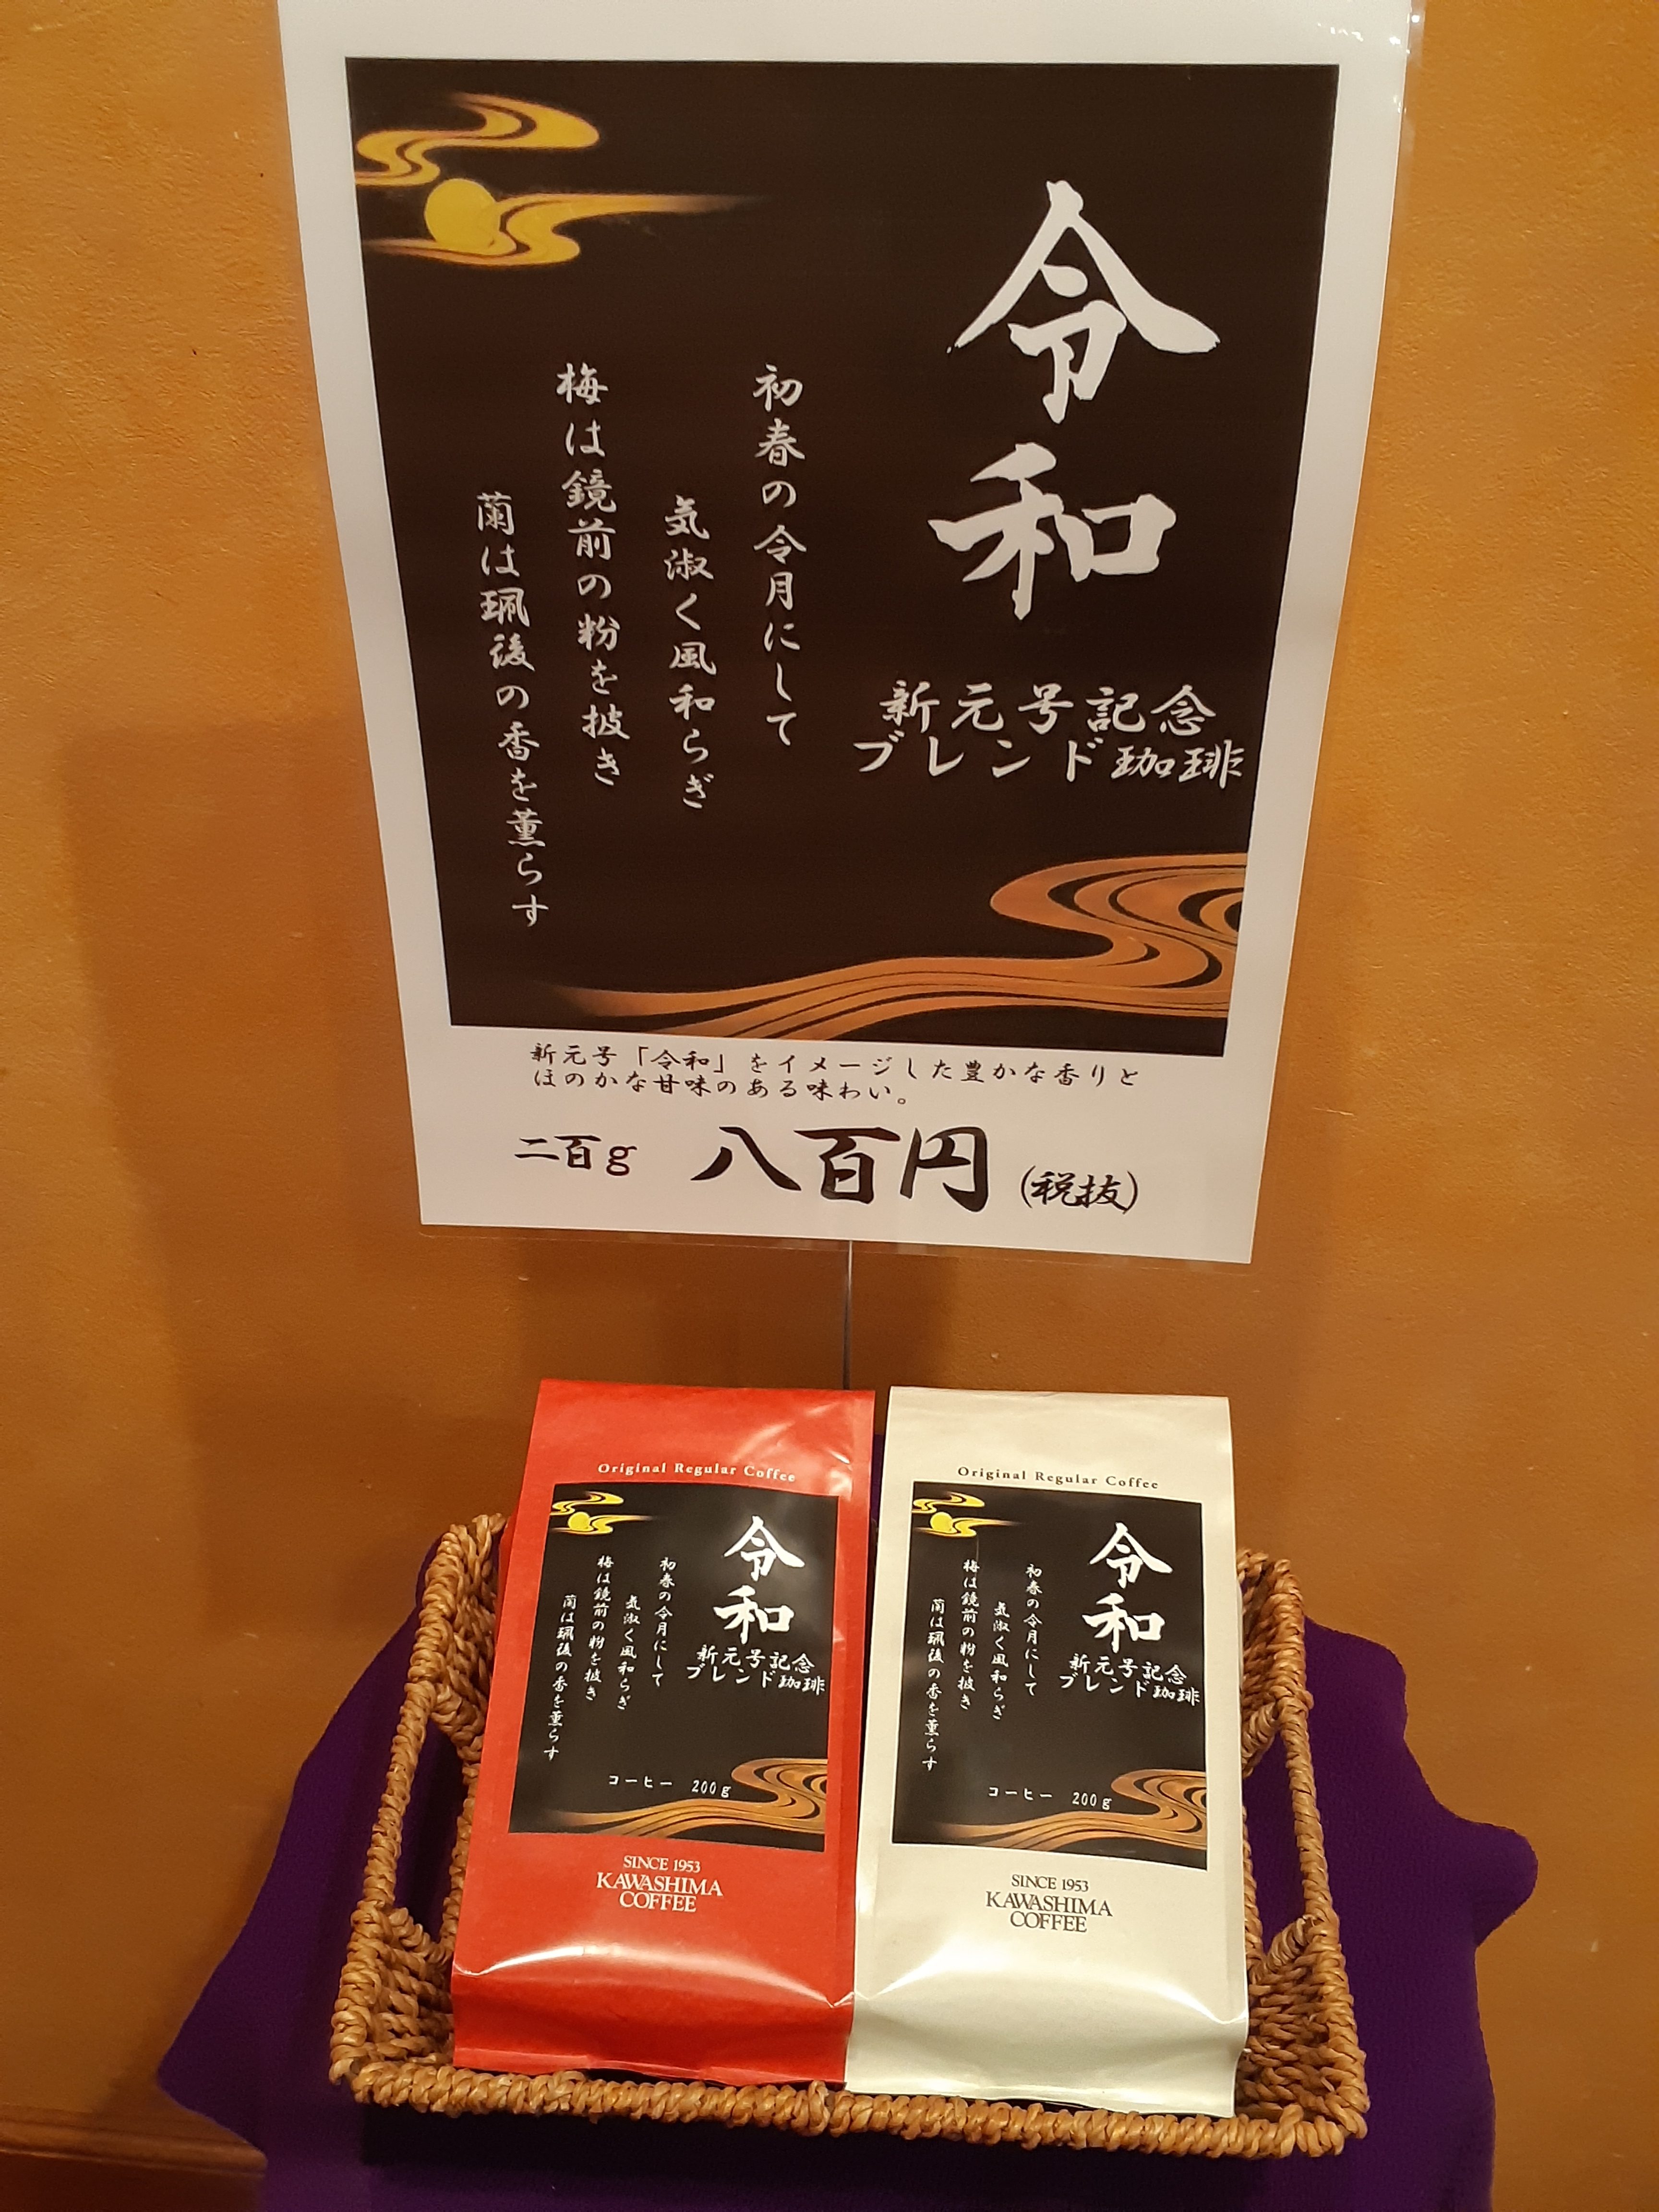 令和
新元号記念
ブレンド珈琲
初春の令月にして
気淑く風和らぎ
梅は鏡前の粉を披き
蘭は珮後の香を薫らす
新元号「令和」をイメージした豊かな香りと
ほのかな甘味のある味わい。
二百g 八百円 (税抜)
Original Regular Coffee
令和
新元号記念
ブレンド珈琲
初春の令月にして
気淑く風和らぎ
梅は鏡前の粉を披き
蘭は珮後の香を薫らす
コーヒー 200g
SINCE 1953
KAWASHIMA
COFFEE
Original Regular Coffee
令和
新元号記念
ブレンド珈琲
初春の令月にして
気淑く風和らぎ
梅は鏡前の粉を披き
蘭は珮後の香を薫らす
コーヒー 200g
SINCE 1953
KAWASHIMA
COFFEE